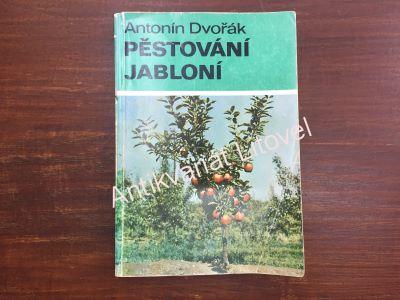 Antonín Dvořák
PĚSTOVÁNÍ
JABLONÍ
Antikvariát Litovel